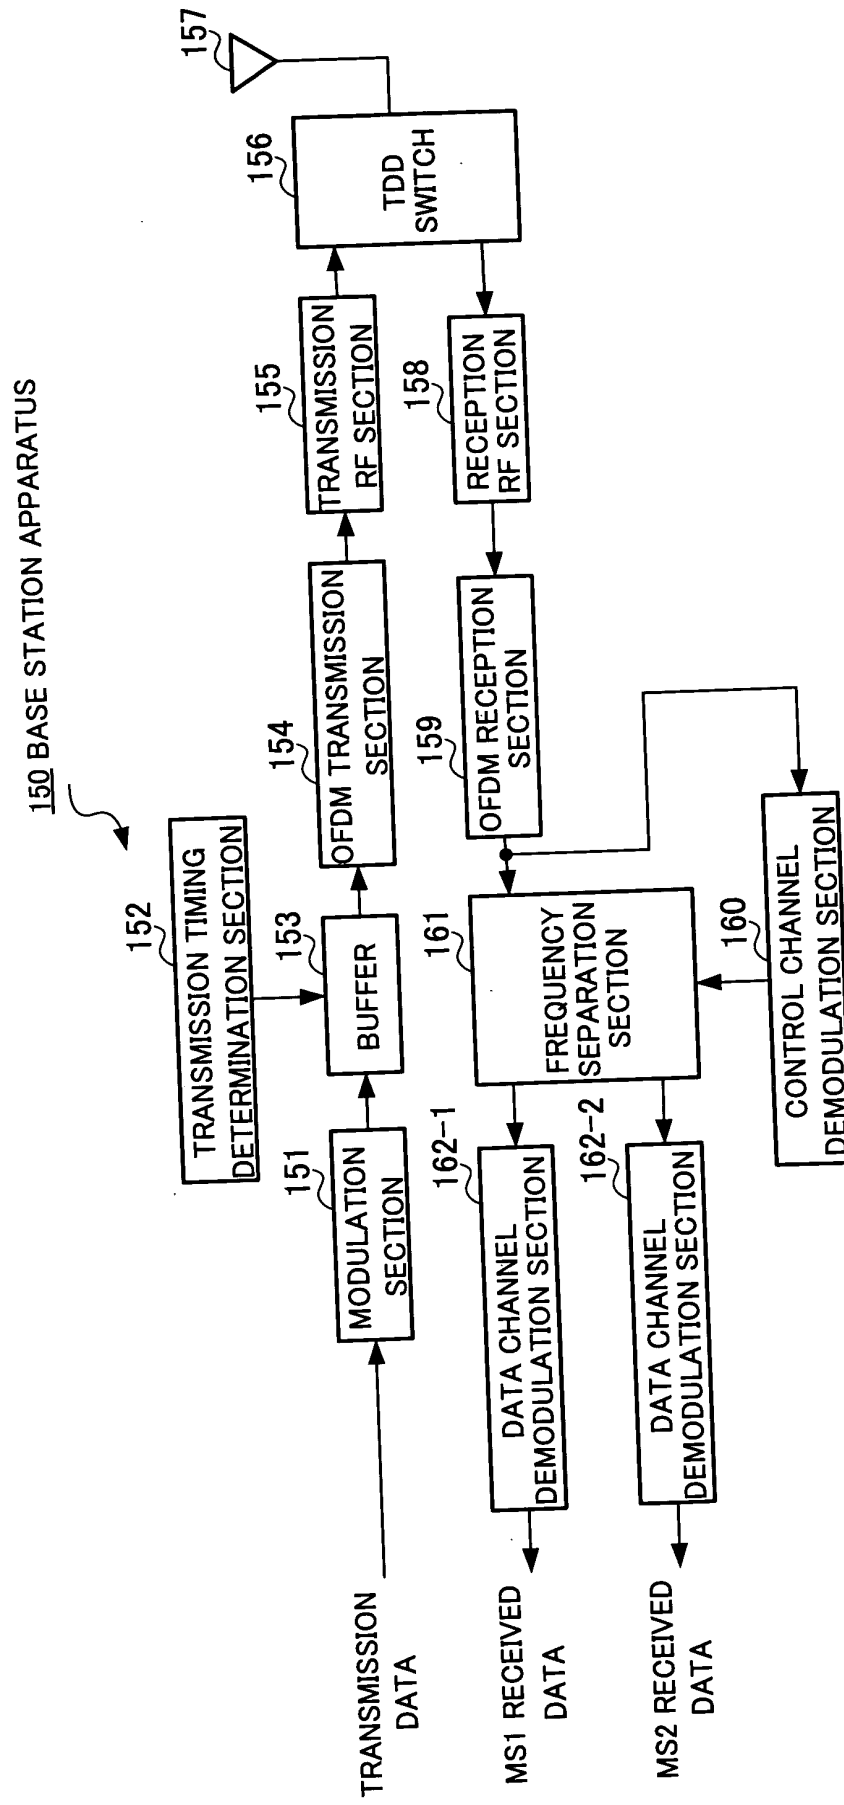 150 BASE STATION APPARATUS
152
TRANSMISSION TIMING
DETERMINATION SECTION
TRANSMISSION
DATA
151
MODULATION
SECTION
153
BUFFER
154
OFDM TRANSMISSION
SECTION
155
TRANSMISSION
RF SECTION
156
TDD
SWITCH
157
158
RECEPTION
RF SECTION
159
OFDM RECEPTION
SECTION
161
FREQUENCY
SEPARATION
SECTION
160
CONTROL CHANNEL
DEMODULATION SECTION
162-1
DATA CHANNEL
DEMODULATION SECTION
MS1 RECEIVED
DATA
162-2
DATA CHANNEL
DEMODULATION SECTION
MS2 RECEIVED
DATA